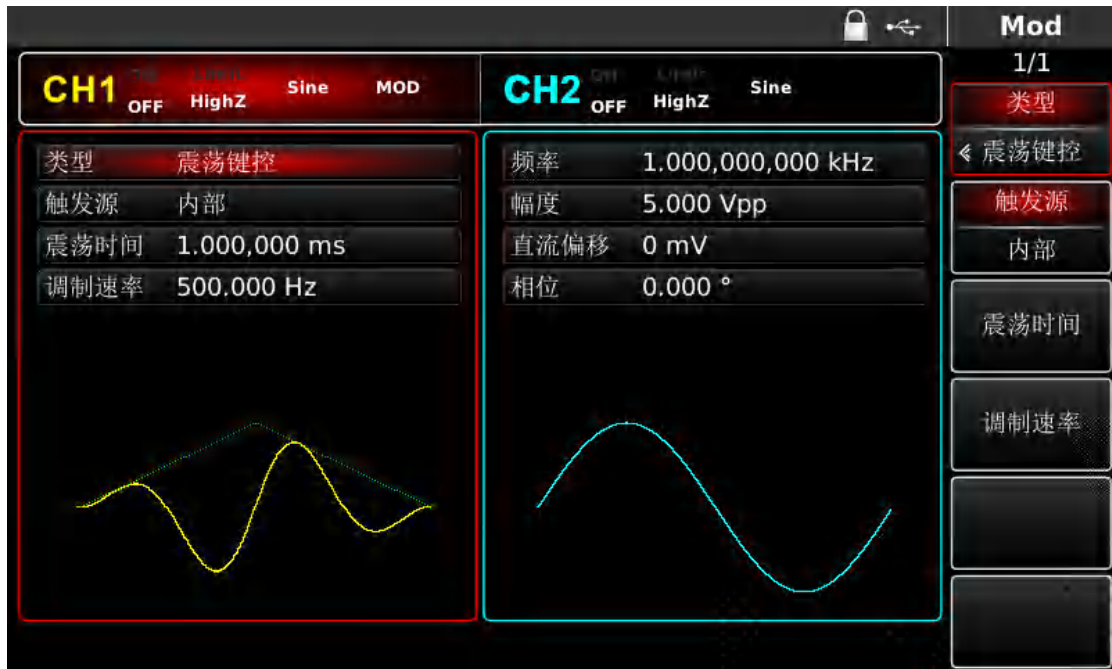 Mod
1/1
CH1 OFF HighZ Sine MOD
CH2 OFF HighZ Sine
类型 震荡键控
触发源 内部
震荡时间 1.000,000 ms
调制速率 500.000 Hz
频率 1.000,000,000 kHz
幅度 5.000 Vpp
直流偏移 0 mV
相位 0.000 °
类型
震荡键控
触发源
内部
震荡时间
调制速率